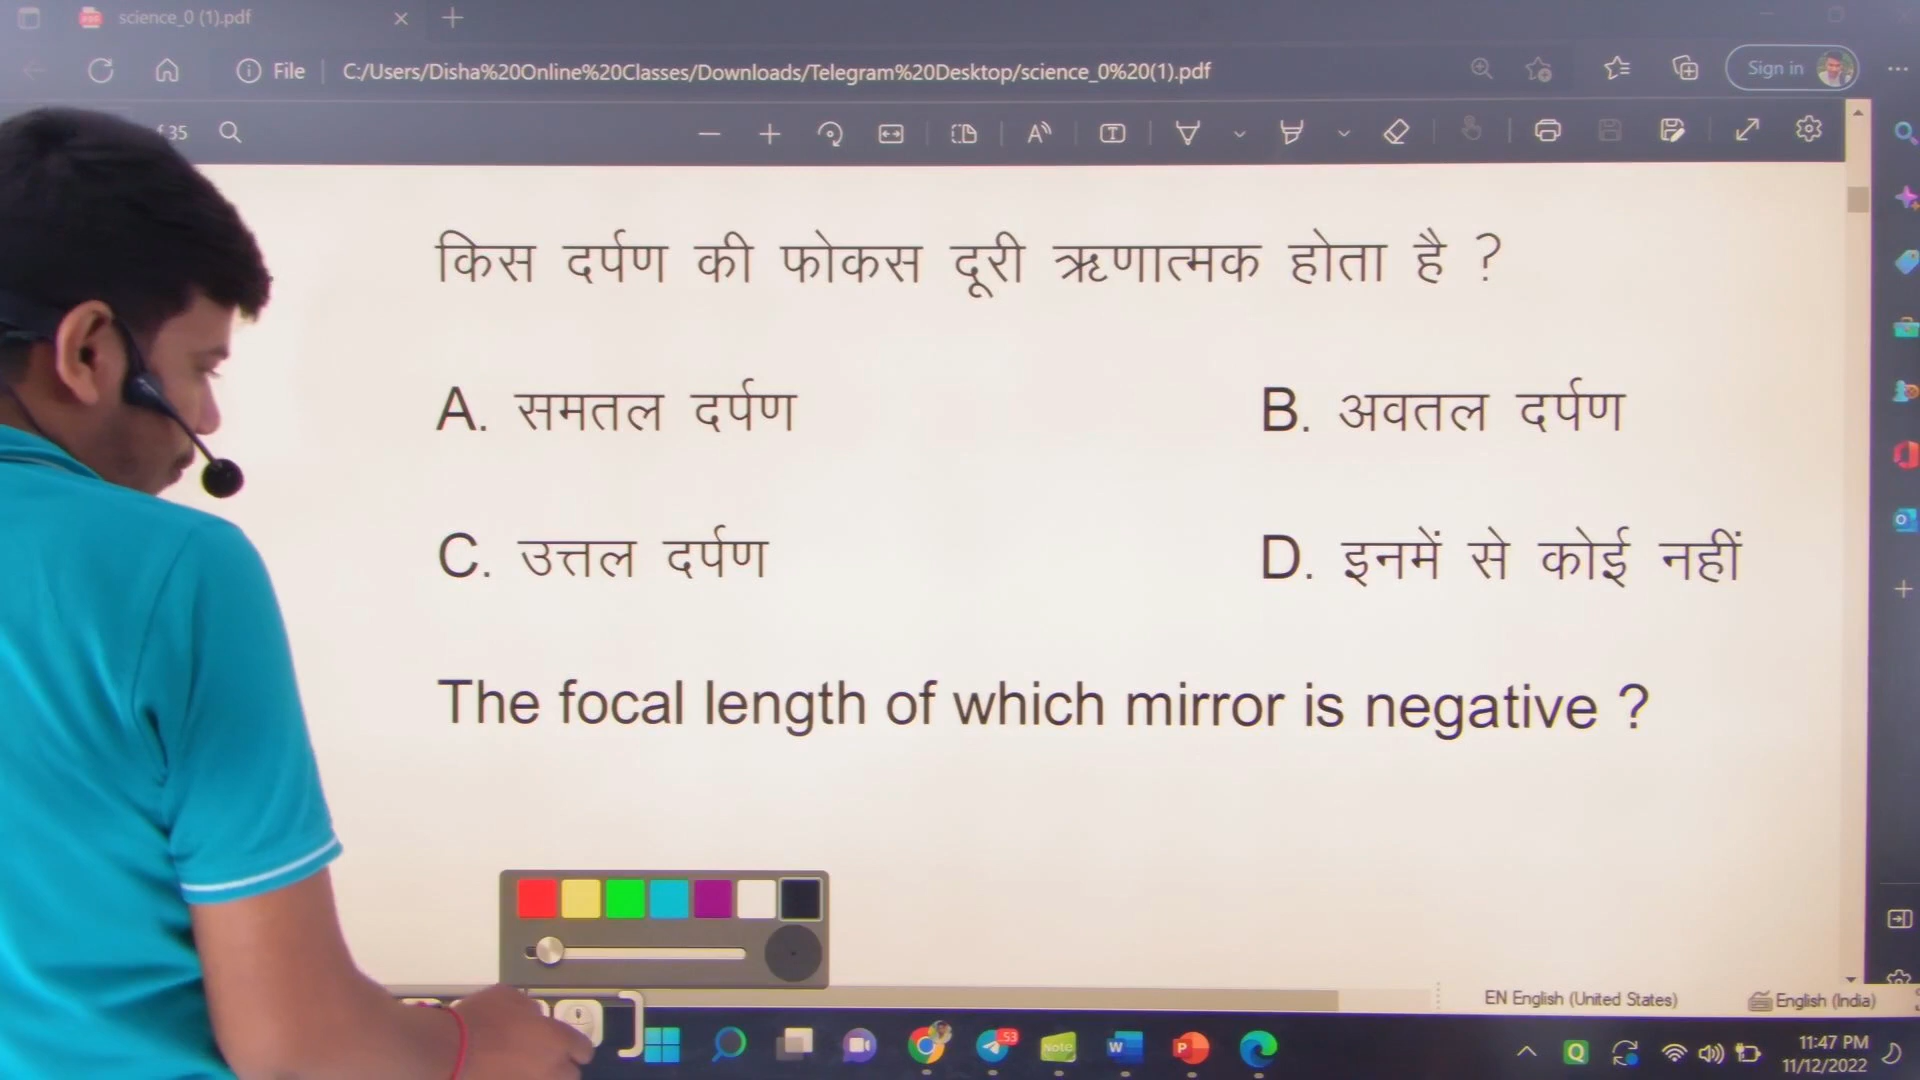 science_0 (1).pdf
File
C:/Users/Disha%20Online%20Classes/Downloads/Telegram%20Desktop/science_0%20(1).pdf
Sign in
f 35
किस दर्पण की फोकस दूरी ऋणात्मक होता है ?
A. समतल दर्पण B. अवतल दर्पण
C. उत्तल दर्पण D. इनमें से कोई नहीं
The focal length of which mirror is negative ?
EN English (United States) English (India)
53
Note
W
P
Q
11:47 PM
11/12/2022